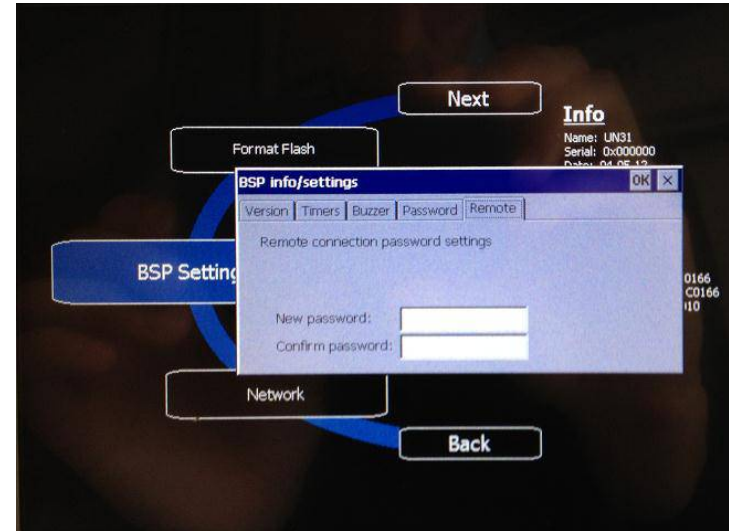 Next
Info
Name: UN31
Serial: 0x000000
Format Flash
BSP info/settings
OK
Version Timers Buzzer Password Remote
Remote connection password settings
BSP Setting
0166
C0166
New password:
Confirm password:
Network
Back